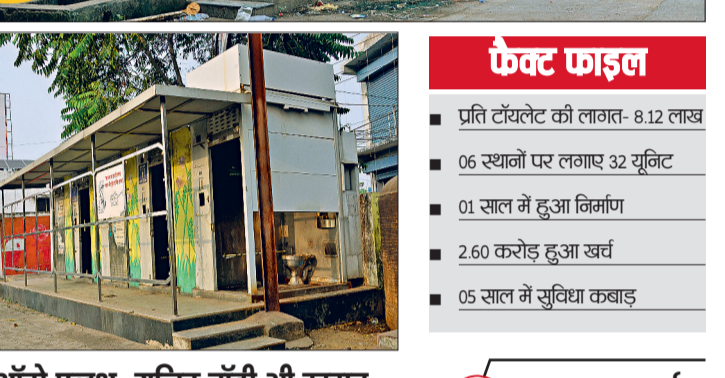 फैक्ट फाइल
प्रति टॉयलेट की लागत- 8.12 लाख
06 स्थानों पर लगाए 32 यूनिट
01 साल में हुआ निर्माण
2.60 करोड़ हुआ खर्च
05 साल में सुविधा कबाड़